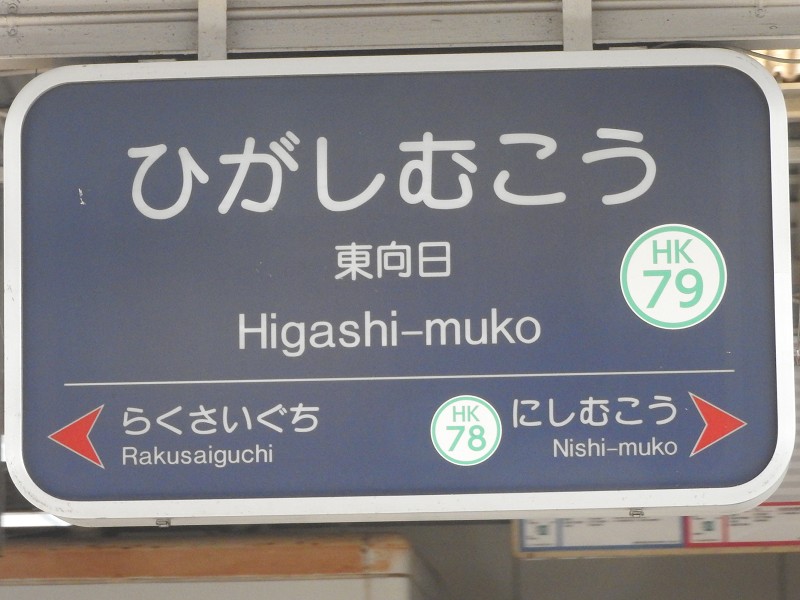 ひがしむこう
東向日
HK
79
Higashi-muko
らくさいぐち
Rakusaiguchi
HK
78
にしむこう
Nishi-muko